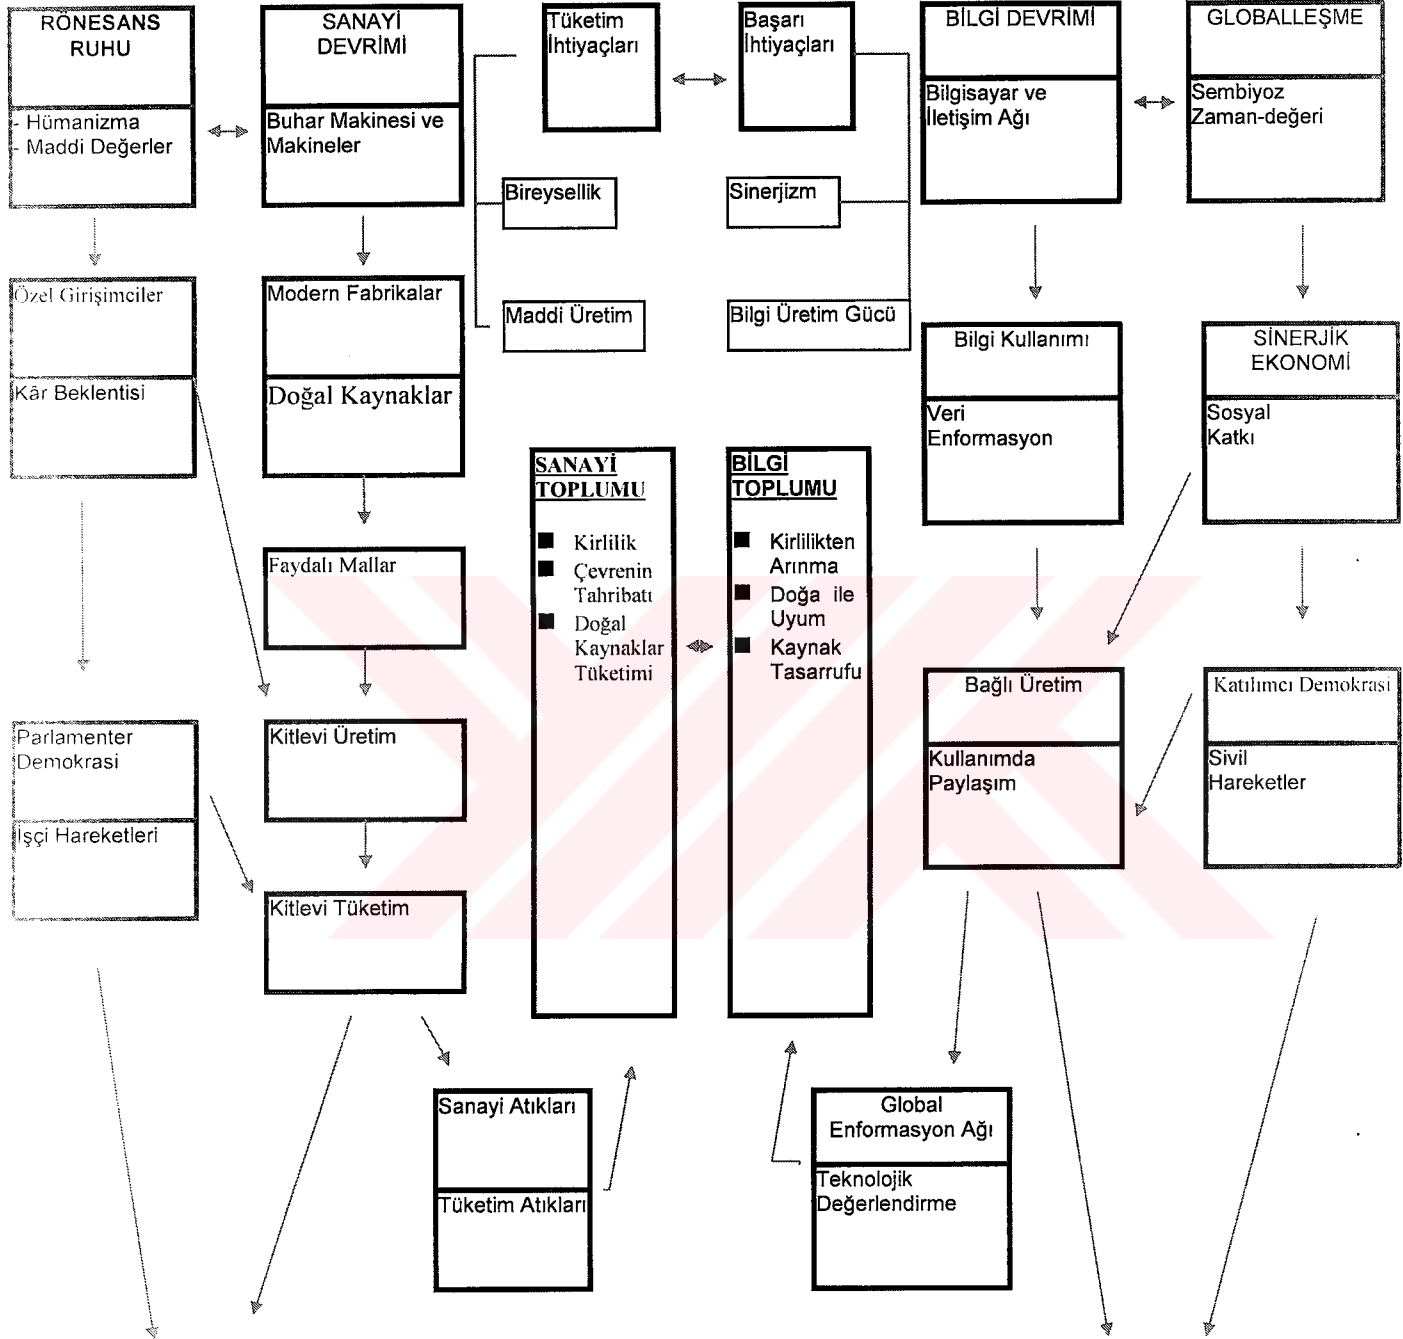 RÖNESANS
RUHU
- Hümanizma
- Maddi Değerler
SANAYİ
DEVRİMİ
Buhar Makinesi ve
Makineler
Tüketim
İhtiyaçları
Başarı
İhtiyaçları
BİLGİ DEVRİMİ
Bilgisayar ve
İletişim Ağı
GLOBALLEŞME
Sembiyoz
Zaman-değeri
Bireysellik
Sinerjizm
Maddi Üretim
Bilgi Üretim Gücü
Özel Girişimciler
Kâr Beklentisi
Modern Fabrikalar
Doğal Kaynaklar
Bilgi Kullanımı
Veri
Enformasyon
SİNERJİK
EKONOMİ
Sosyal
Katkı
SANAYİ
TOPLUMU
■ Kirlilik
■ Çevrenin
Tahribatı
■ Doğal
Kaynaklar
Tüketimi
BİLGİ
TOPLUMU
■ Kirlilikten
Arınma
■ Doğa ile
Uyum
■ Kaynak
Tasarrufu
Faydalı Mallar
Parlamenter
Demokrasi
İşçi Hareketleri
Kitlevi Üretim
Kitlevi Tüketim
Bağlı Üretim
Kullanımda
Paylaşım
Katılımcı Demokrasi
Sivil
Hareketler
Sanayi Atıkları
Tüketim Atıkları
Global
Enformasyon Ağı
Teknolojik
Değerlendirme